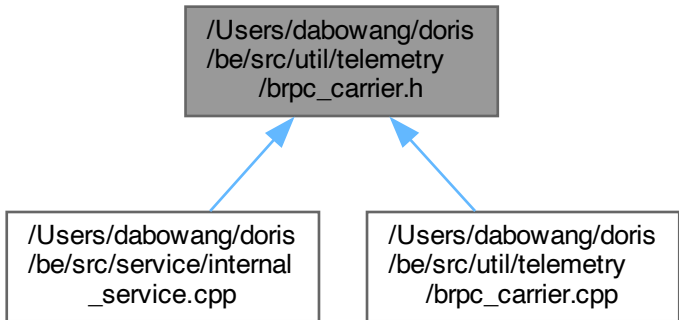 /Users/dabowang/doris
/be/src/util/telemetry
/brpc_carrier.h
/Users/dabowang/doris
/be/src/service/internal
_service.cpp
/Users/dabowang/doris
/be/src/util/telemetry
/brpc_carrier.cpp